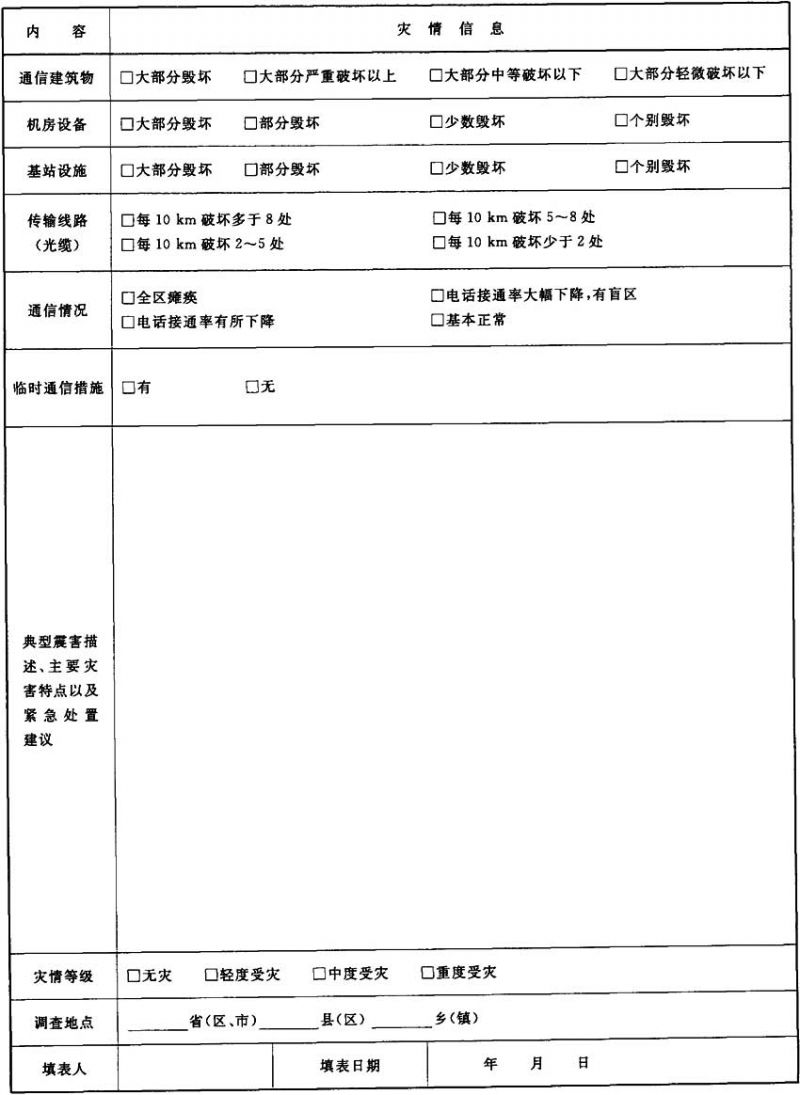 内 容 灾 情 信 息
通信建筑物 □大部分毁坏 □大部分严重破坏以上 □大部分中等破坏以下 □大部分轻微破坏以下
机房设备 □大部分毁坏 □部分毁坏 □少数毁坏 □个别毁坏
基站设施 □大部分毁坏 □部分毁坏 □少数毁坏 □个别毁坏
传输线路 □每 10 km 破坏多于 8 处 □每 10 km 破坏 5~8 处
（光缆） □每 10 km 破坏 2~5 处 □每 10 km 破坏少于 2 处
通信情况
□全区瘫痪 □电话接通率大幅下降,有盲区
□电话接通率有所下降 □基本正常
临时通信措施 □有 □无
典型震害描
述、主要灾
害特点以及
紧急处置
建议
灾情等级 □无灾 □轻度受灾 □中度受灾 □重度受灾
调查地点 ______省(区、市)______县(区)______乡(镇)
填表人 填表日期 年 月 日